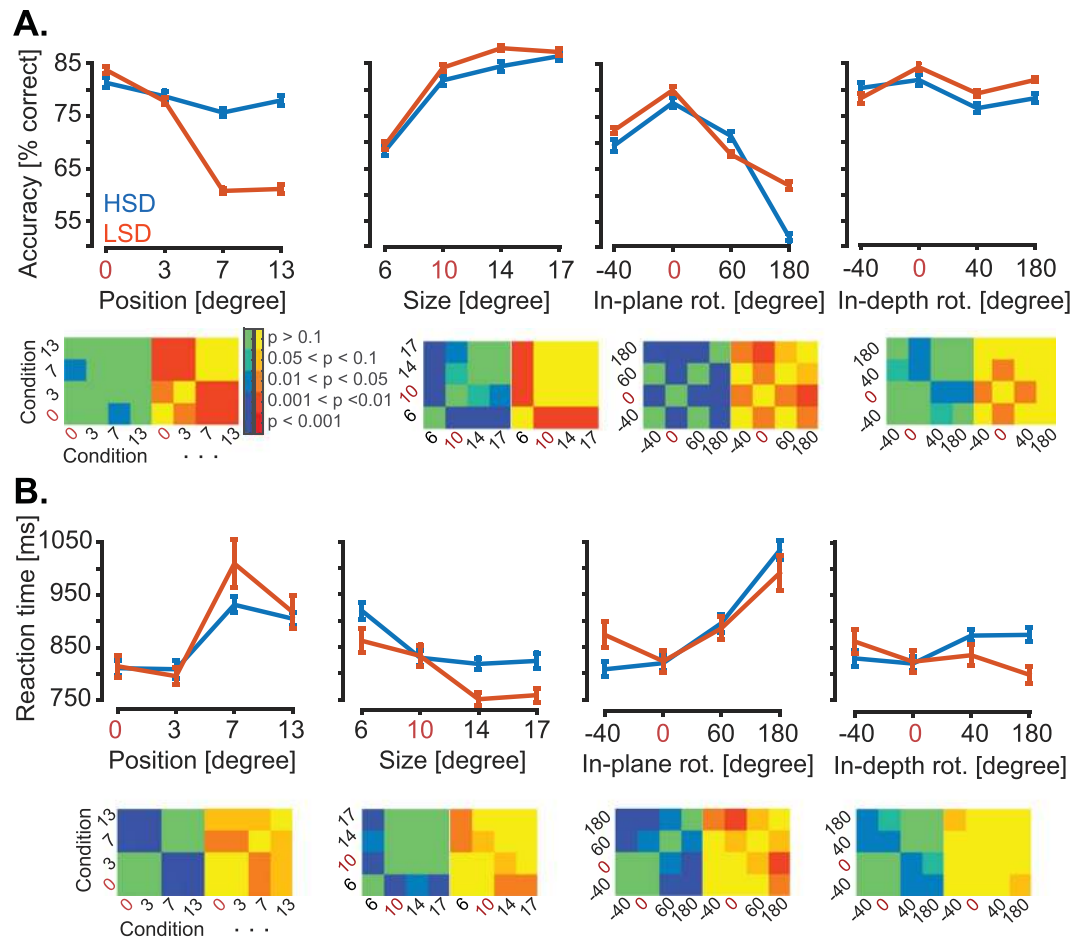 A.
Accuracy [% correct]
85
75
65
55
HSD
LSD
0 3 7 13
Position [degree]
6 10 14 17
Size [degree]
-40 0 60 180
In-plane rot. [degree]
-40 0 40 180
In-depth rot. [degree]
Condition
13
7
3
0
0 3 7 13 0 3 7 13
Condition . . .
p > 0.1
0.05 < p < 0.1
0.01 < p < 0.05
0.001 < p <0.01
p < 0.001
17
14
10
6
6 10 14 17 6 10 14 17
180
60
0
-40
-40 0 60 180 -40 0 60 180
180
40
0
-40
-40 0 40 180 -40 0 40 180
B.
Reaction time [ms]
1050
950
850
750
0 3 7 13
Position [degree]
6 10 14 17
Size [degree]
-40 0 60 180
In-plane rot. [degree]
-40 0 40 180
In-depth rot. [degree]
Condition
13
7
3
0
0 3 7 13 0 3 7 13
Condition . . .
17
14
10
6
6 10 14 17 6 10 14 17
180
60
0
-40
-40 0 60 180 -40 0 60 180
180
40
0
-40
-40 0 40 180 -40 0 40 180